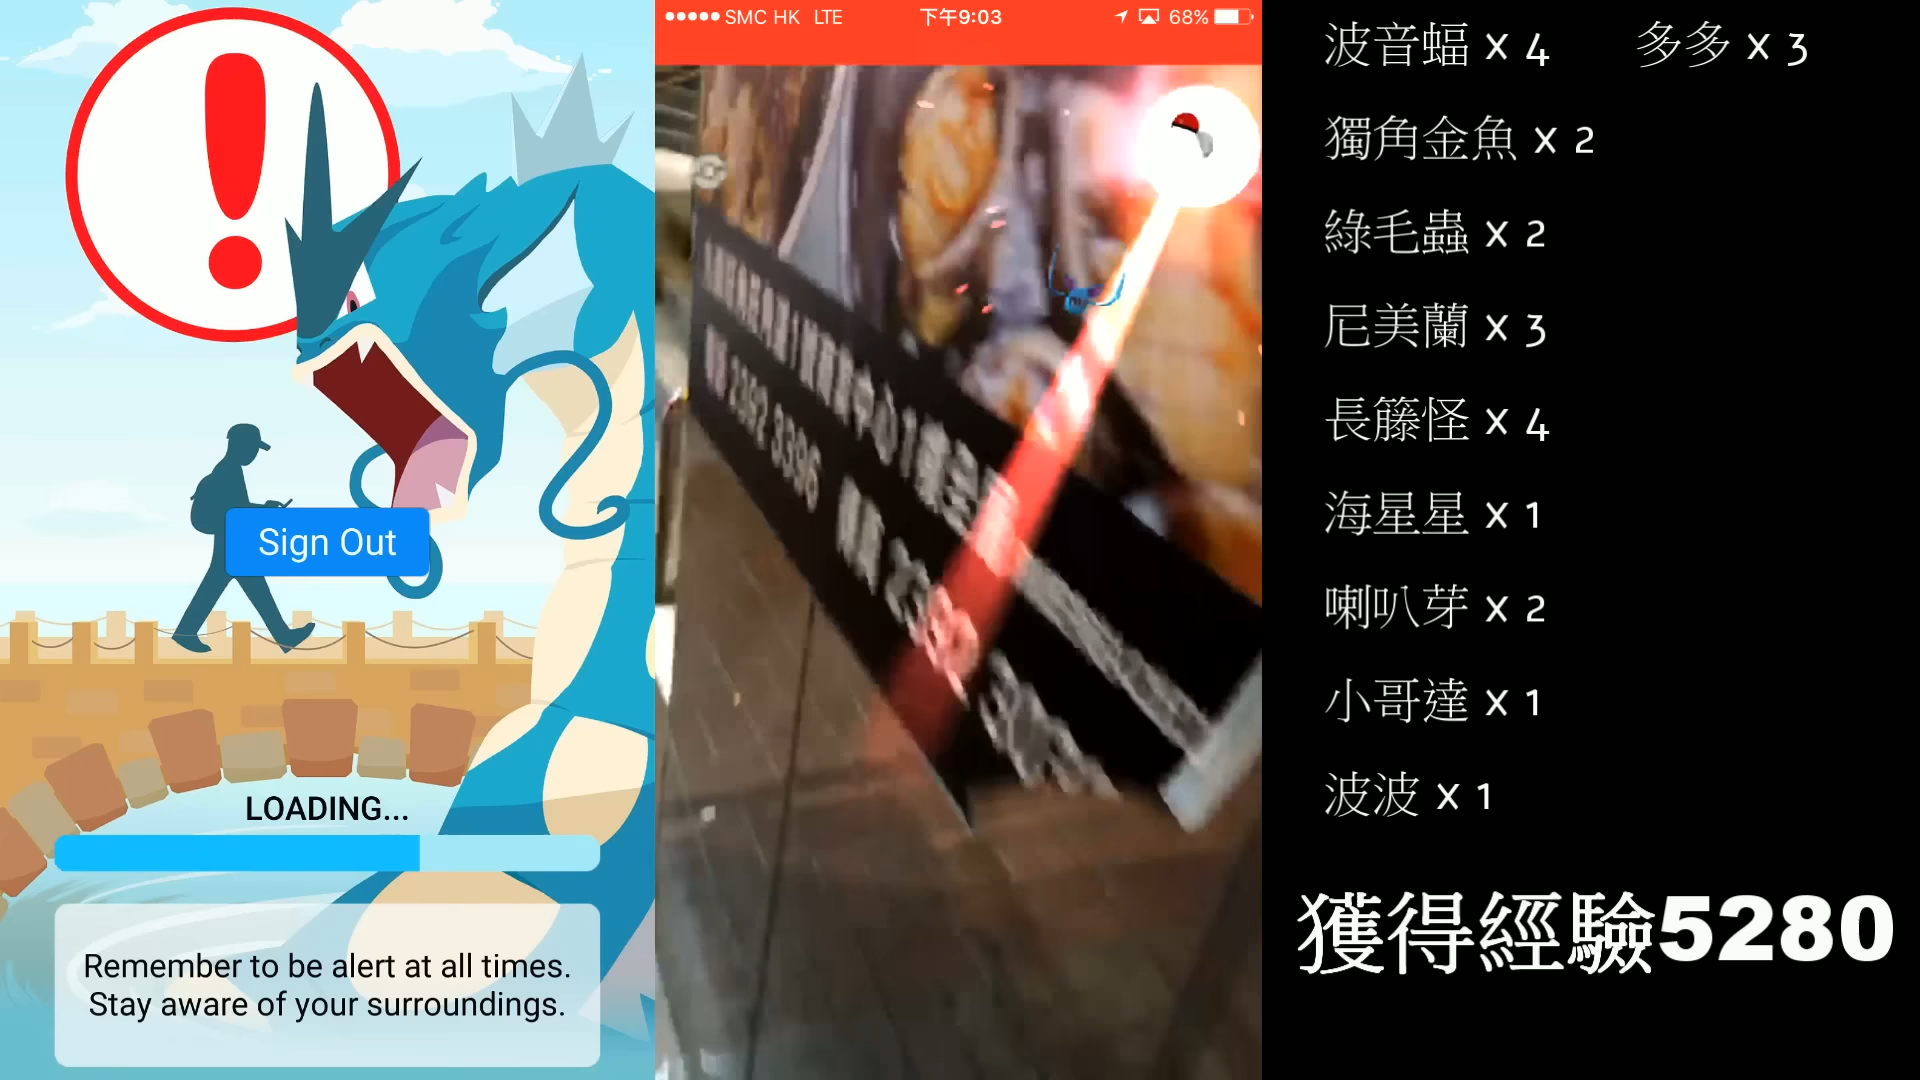 Sign Out
LOADING...
Remember to be alert at all times.
Stay aware of your surroundings.
●●●●● SMC HK LTE 下午9:03 68%
2392 3396
波音蝠 x 4 多多 x 3
獨角金魚 x 2
綠毛蟲 x 2
尼美蘭 x 3
長籐怪 x 4
海星星 x 1
喇叭芽 x 2
小哥達 x 1
波波 x 1
獲得經驗5280